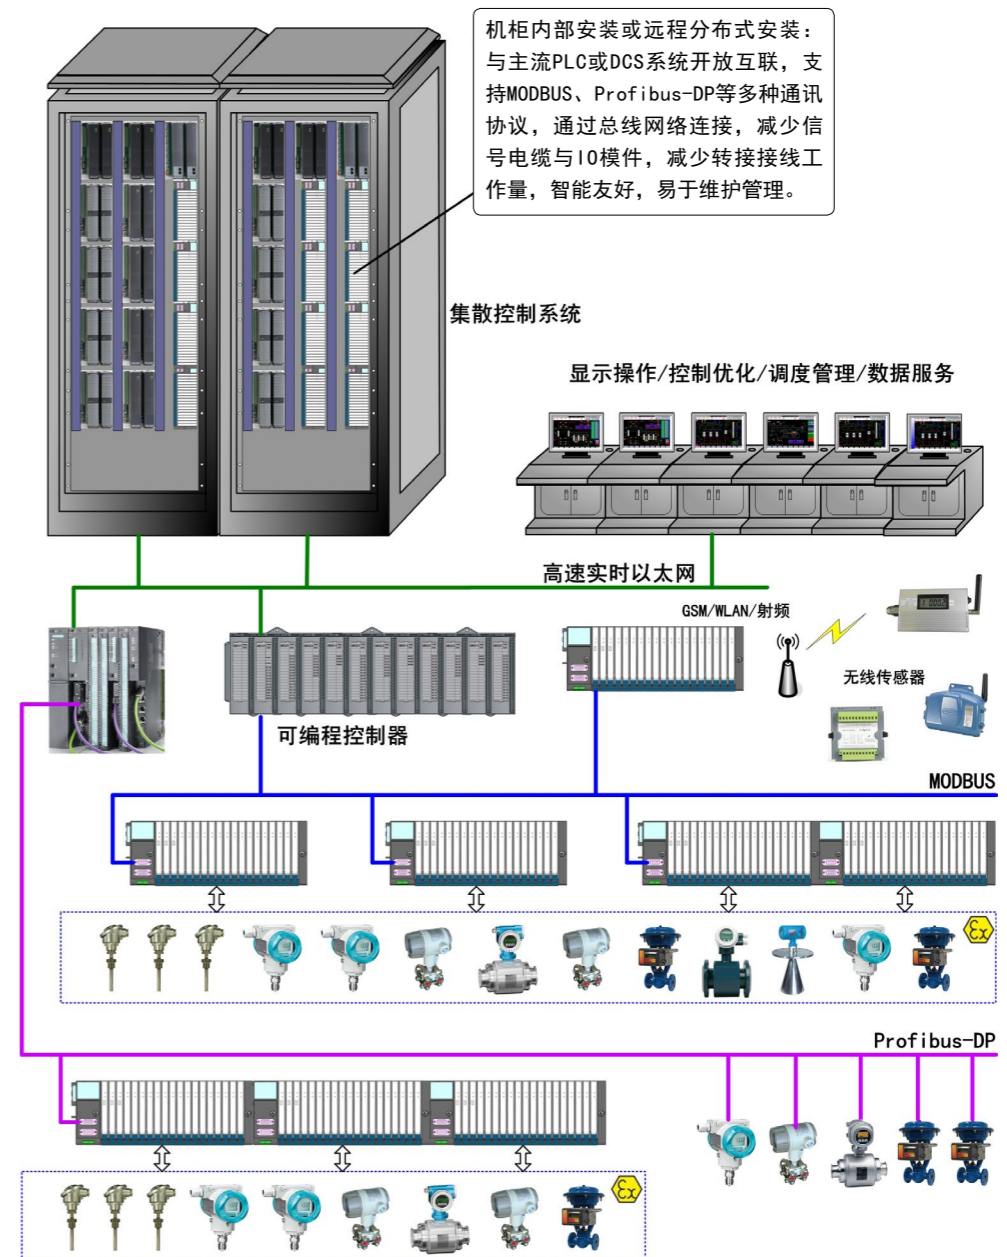 机柜内部安装或远程分布式安装：
与主流PLC或DCS系统开放互联，支
持MODBUS、Profibus-DP等多种通讯
协议，通过总线网络连接，减少信
号电缆与IO模件，减少转接接线工
作量，智能友好，易于维护管理。
集散控制系统
显示操作/控制优化/调度管理/数据服务
高速实时以太网
GSM/WLAN/射频
无线传感器
可编程控制器
MODBUS
Ex
Profibus-DP
Ex